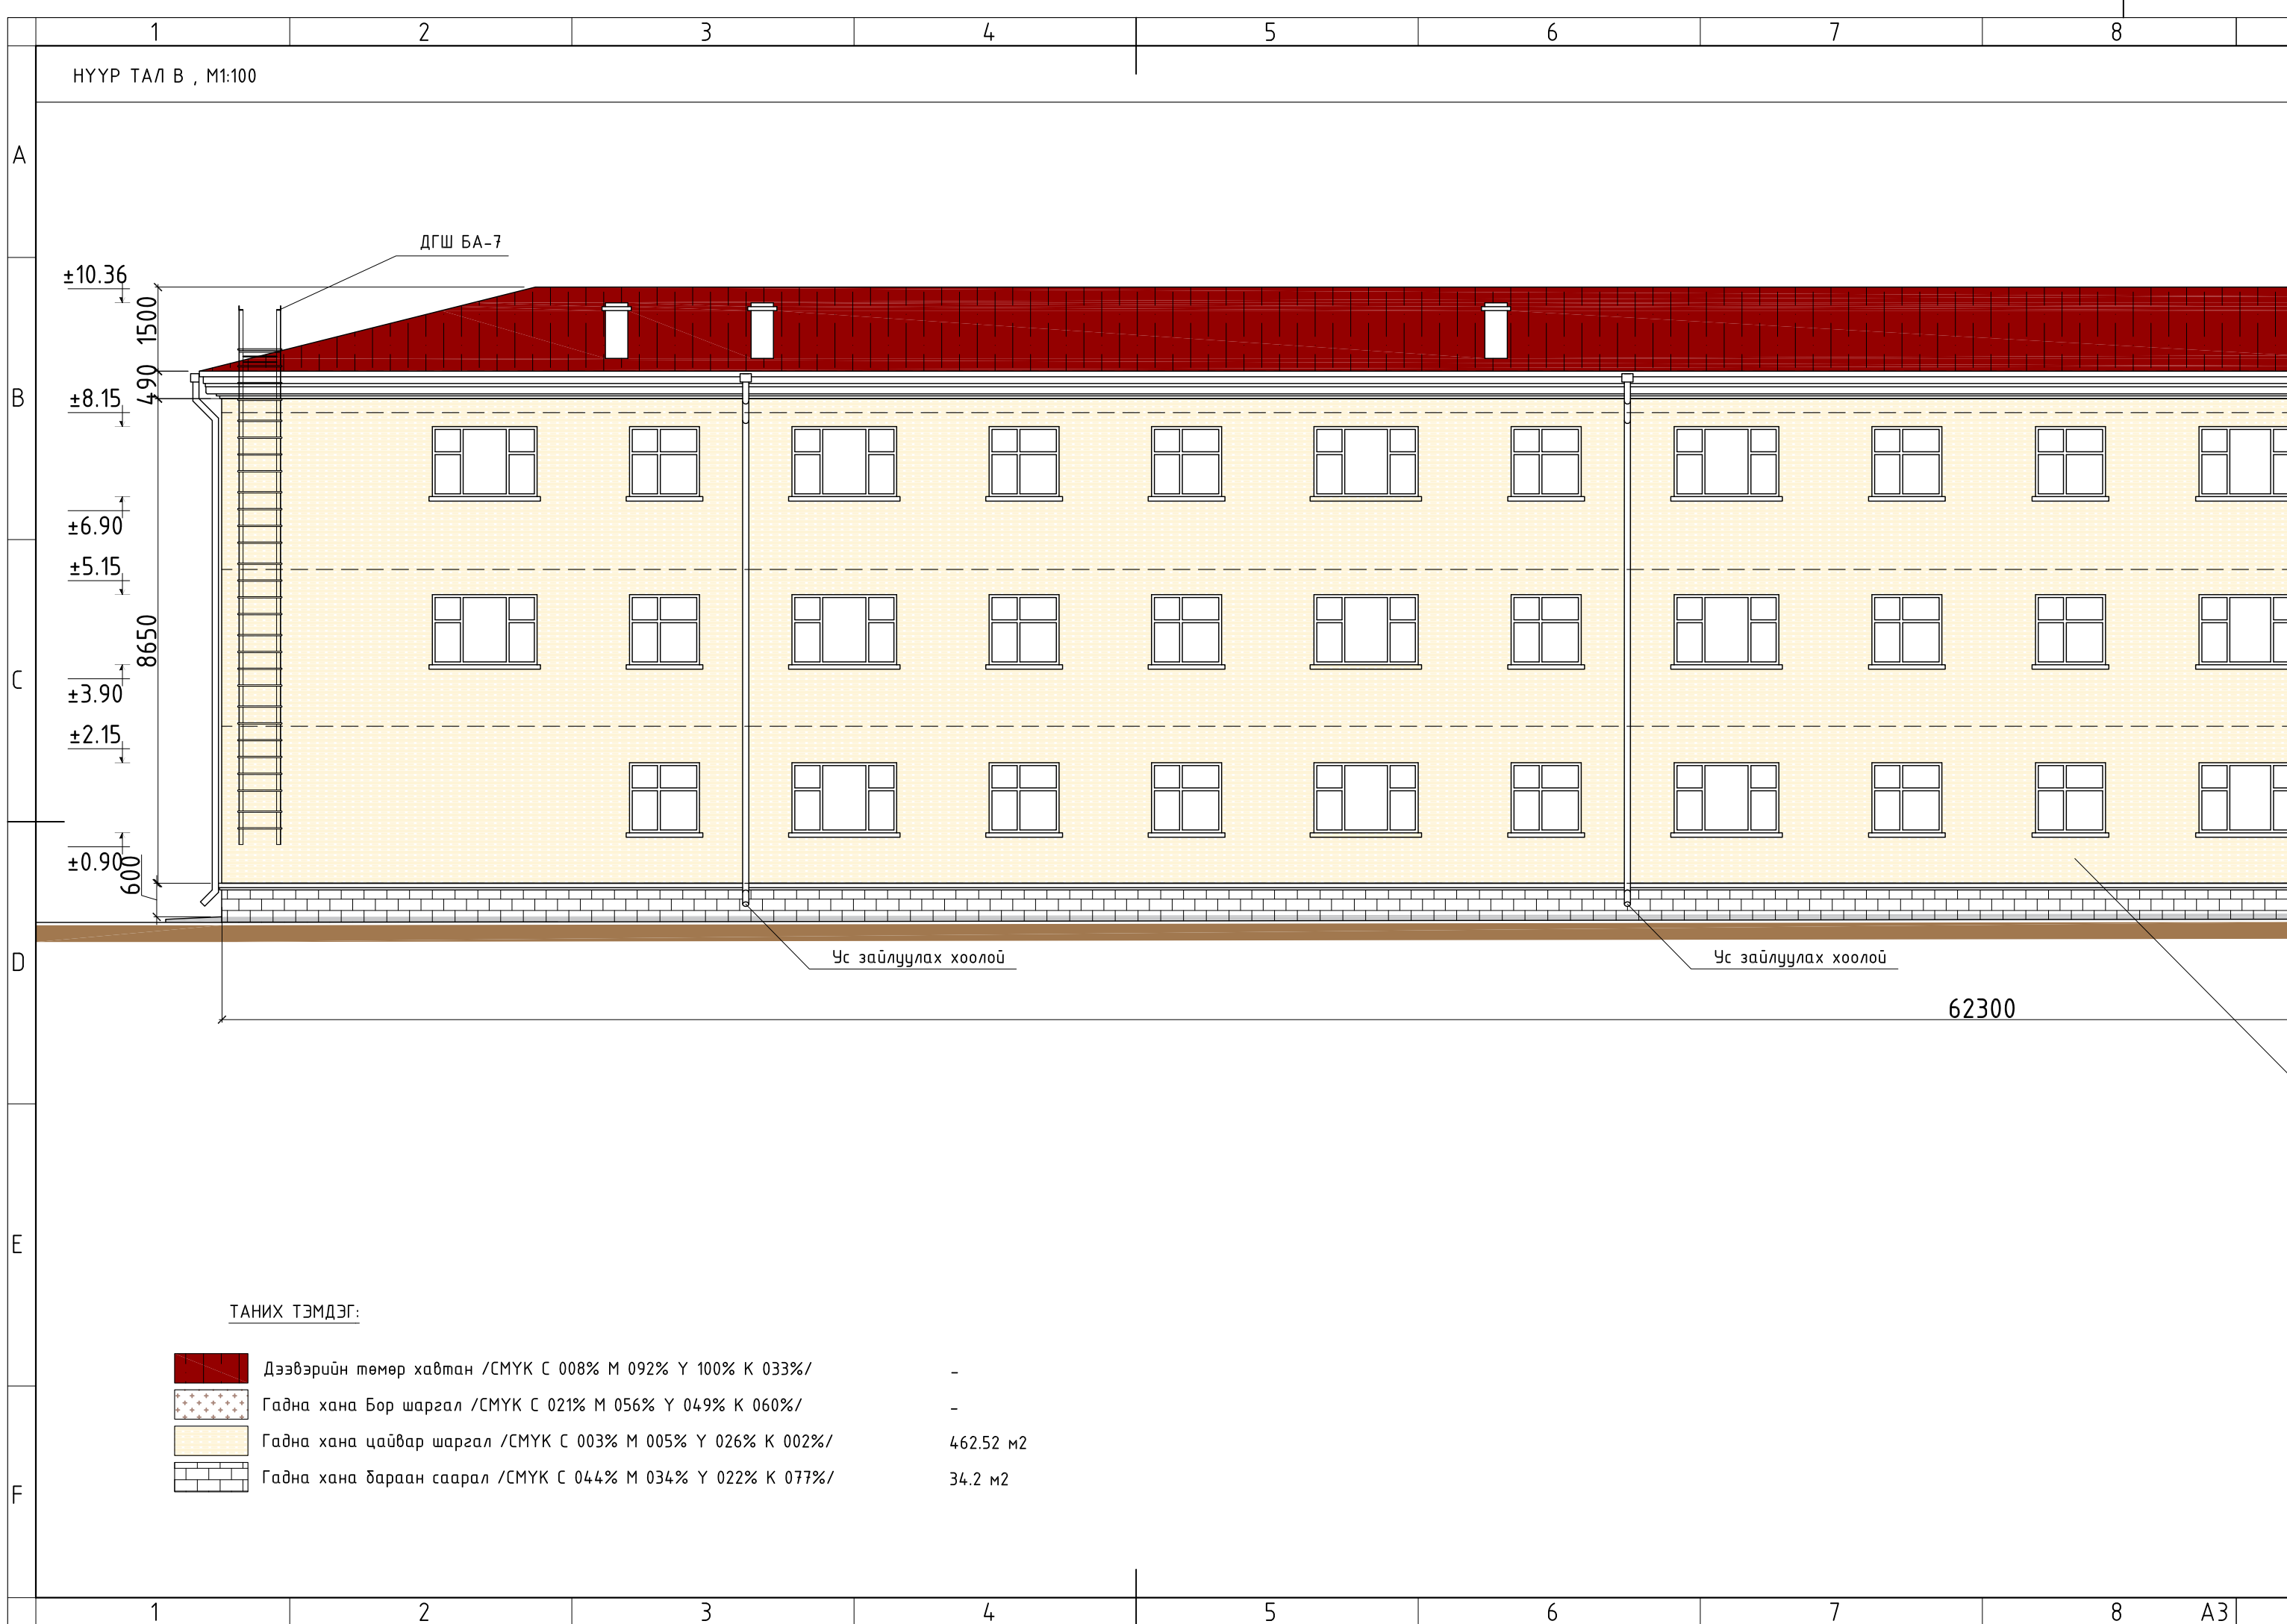 1 2 3 4 5 6 7 8
НҮҮР ТАЛ В , М1:100
A
ДГШ БА-7
±10.36
1500
490
B
±8.15
±6.90
C
±5.15
8650
±3.90
±2.15
±0.90
600
D
Ус зайлуулах хоолой
Ус зайлуулах хоолой
62300
E
ТАНИХ ТЭМДЭГ:
Дээвэрийн төмөр хавтан /CMYK C 008% M 092% Y 100% K 033%/ -
Гадна хана Бор шаргал /CMYK C 021% M 056% Y 049% K 060%/ -
Гадна хана цайвар шаргал /CMYK C 003% M 005% Y 026% K 002%/ 462.52 м2
Гадна хана бараан саарал /CMYK C 044% M 034% Y 022% K 077%/ 34.2 м2
F
1 2 3 4 5 6 7 8 А3